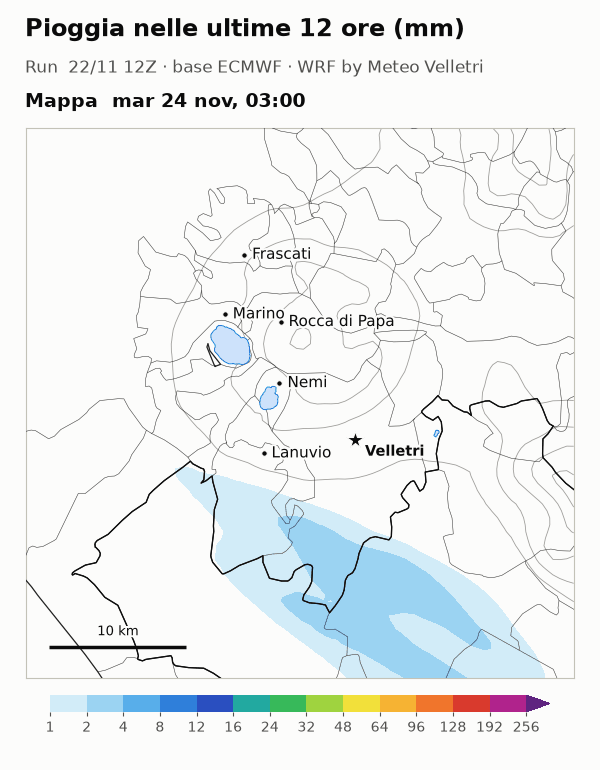 Pioggia nelle ultime 12 ore (mm)
Run  22/11 12Z · base ECMWF · WRF by Meteo Velletri
Mappa  mar 24 nov, 03:00
Frascati
Marino
Rocca di Papa
Nemi
Velletri
Lanuvio
10 km
1 2 4 8 12 16 24 32 48 64 96 128 192 256